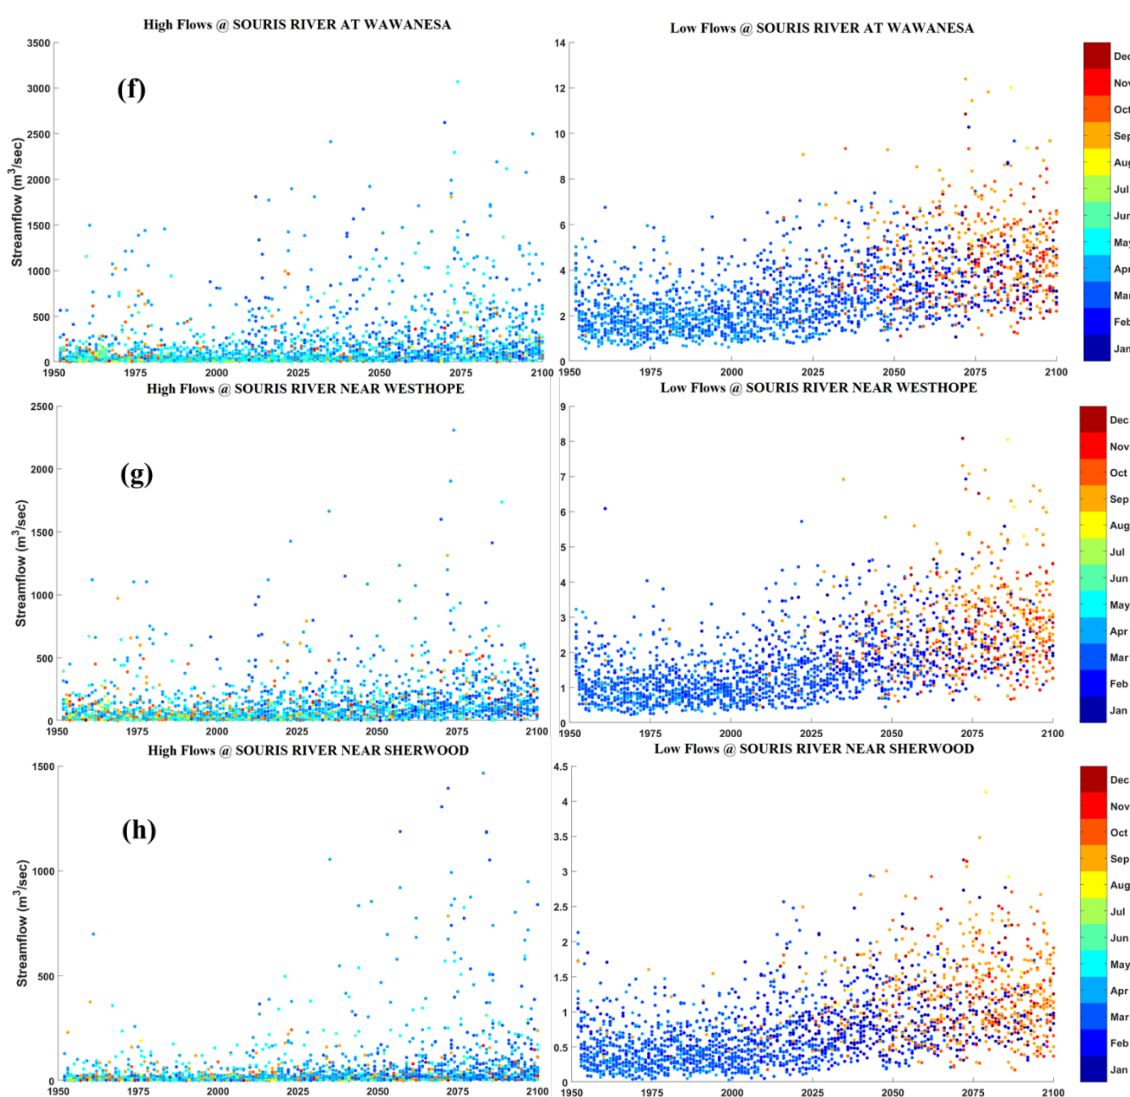 High Flows @ SOURIS RIVER AT WAWANESA
Low Flows @ SOURIS RIVER AT WAWANESA
(f)
Streamflow (m³/sec)
3500
3000
2500
2000
1500
1000
500
0
1950 1975 2000 2025 2050 2075 2100
14
12
10
8
6
4
2
0
1950 1975 2000 2025 2050 2075 2100
Dec
Nov
Oct
Sep
Aug
Jul
Jun
May
Apr
Mar
Feb
Jan
High Flows @ SOURIS RIVER NEAR WESTHOPE
Low Flows @ SOURIS RIVER NEAR WESTHOPE
(g)
Streamflow (m³/sec)
2500
2000
1500
1000
500
0
1950 1975 2000 2025 2050 2075 2100
9
8
7
6
5
4
3
2
1
0
1950 1975 2000 2025 2050 2075 2100
Dec
Nov
Oct
Sep
Aug
Jul
Jun
May
Apr
Mar
Feb
Jan
High Flows @ SOURIS RIVER NEAR SHERWOOD
Low Flows @ SOURIS RIVER NEAR SHERWOOD
(h)
Streamflow (m³/sec)
1500
1000
500
0
1950 1975 2000 2025 2050 2075 2100
4.5
4
3.5
3
2.5
2
1.5
1
0.5
0
1950 1975 2000 2025 2050 2075 2100
Dec
Nov
Oct
Sep
Aug
Jul
Jun
May
Apr
Mar
Feb
Jan